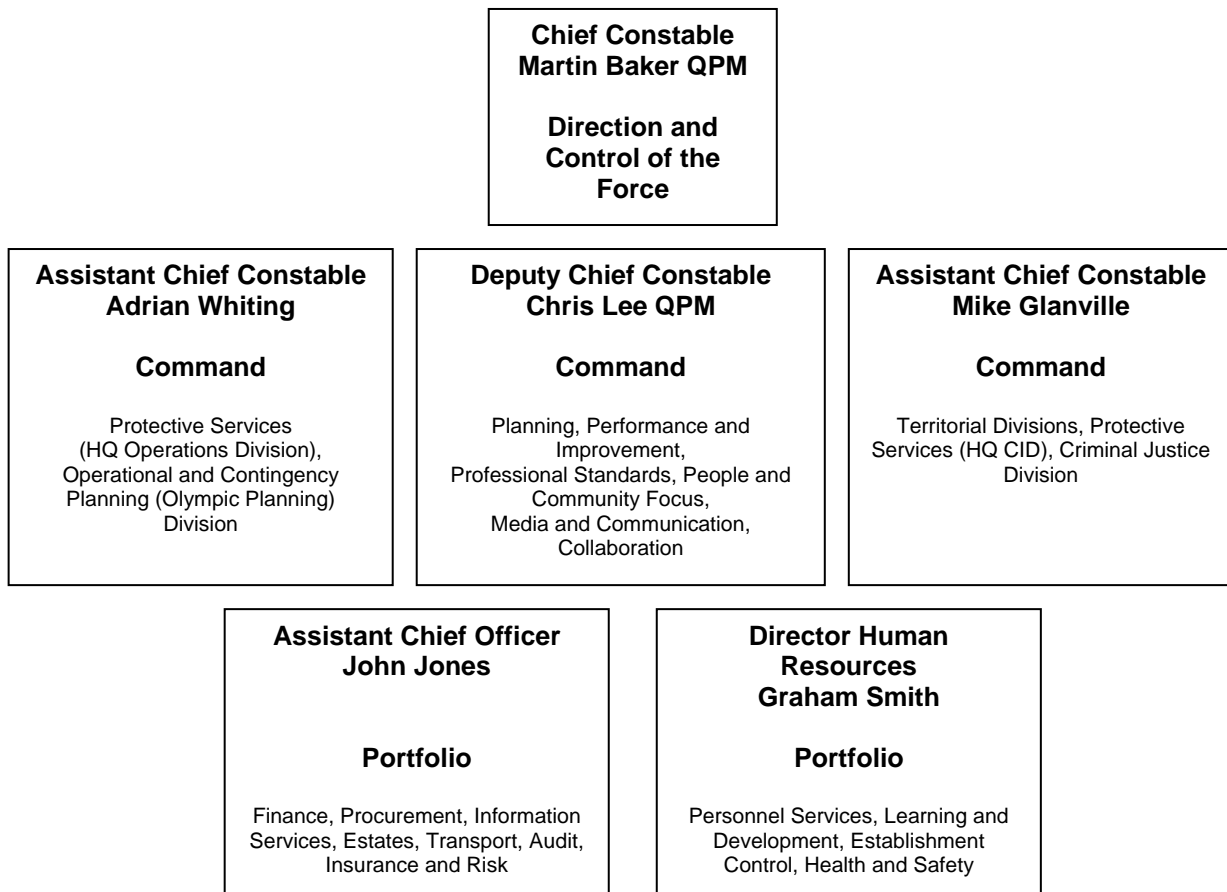 Chief Constable
Martin Baker QPM
Direction and
Control of the
Force
Assistant Chief Constable
Adrian Whiting
Command
Protective Services
(HQ Operations Division),
Operational and Contingency
Planning (Olympic Planning)
Division
Deputy Chief Constable
Chris Lee QPM
Command
Planning, Performance and
Improvement,
Professional Standards, People and
Community Focus,
Media and Communication,
Collaboration
Assistant Chief Constable
Mike Glanville
Command
Territorial Divisions, Protective
Services (HQ CID), Criminal Justice
Division
Assistant Chief Officer
John Jones
Portfolio
Finance, Procurement, Information
Services, Estates, Transport, Audit,
Insurance and Risk
Director Human
Resources
Graham Smith
Portfolio
Personnel Services, Learning and
Development, Establishment
Control, Health and Safety